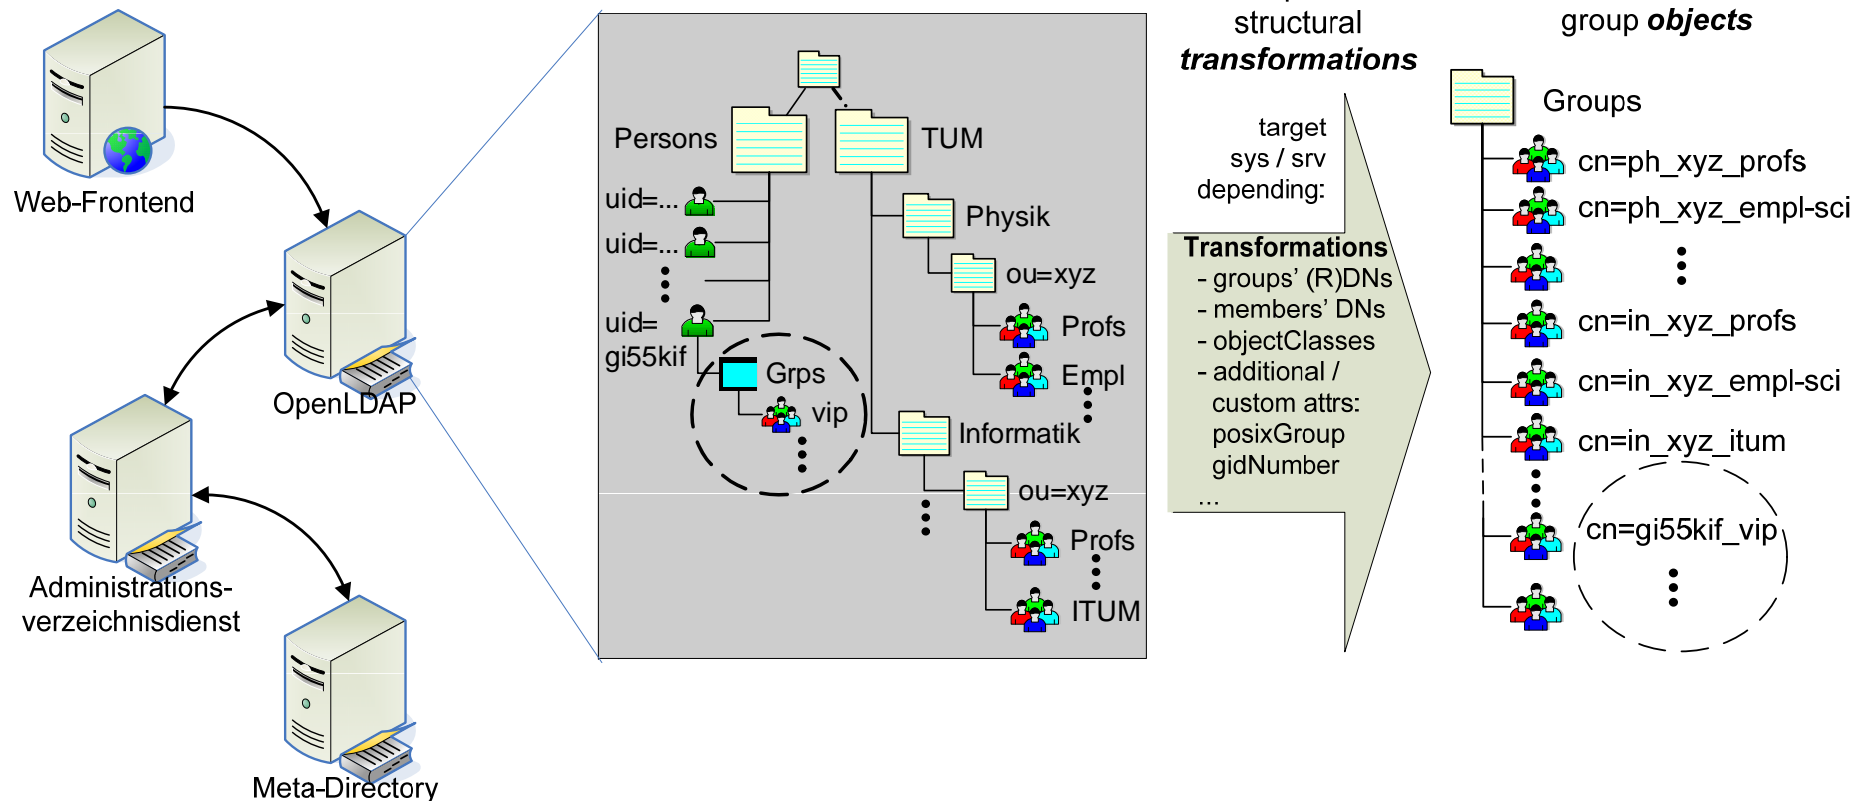 Web-Frontend
OpenLDAP
Administrations-
verzeichnisdienst
Meta-Directory
Persons
TUM
uid=...
uid=...
uid=
gi55kif
Grps
vip
Physik
ou=xyz
Profs
Empl
Informatik
ou=xyz
Profs
ITUM
structural
transformations
target
sys / srv
depending:
Transformations
- groups’ (R)DNs
- members’ DNs
- objectClasses
- additional /
custom attrs:
posixGroup
gidNumber
...
group objects
Groups
cn=ph_xyz_profs
cn=ph_xyz_empl-sci
cn=in_xyz_profs
cn=in_xyz_empl-sci
cn=in_xyz_itum
cn=gi55kif_vip